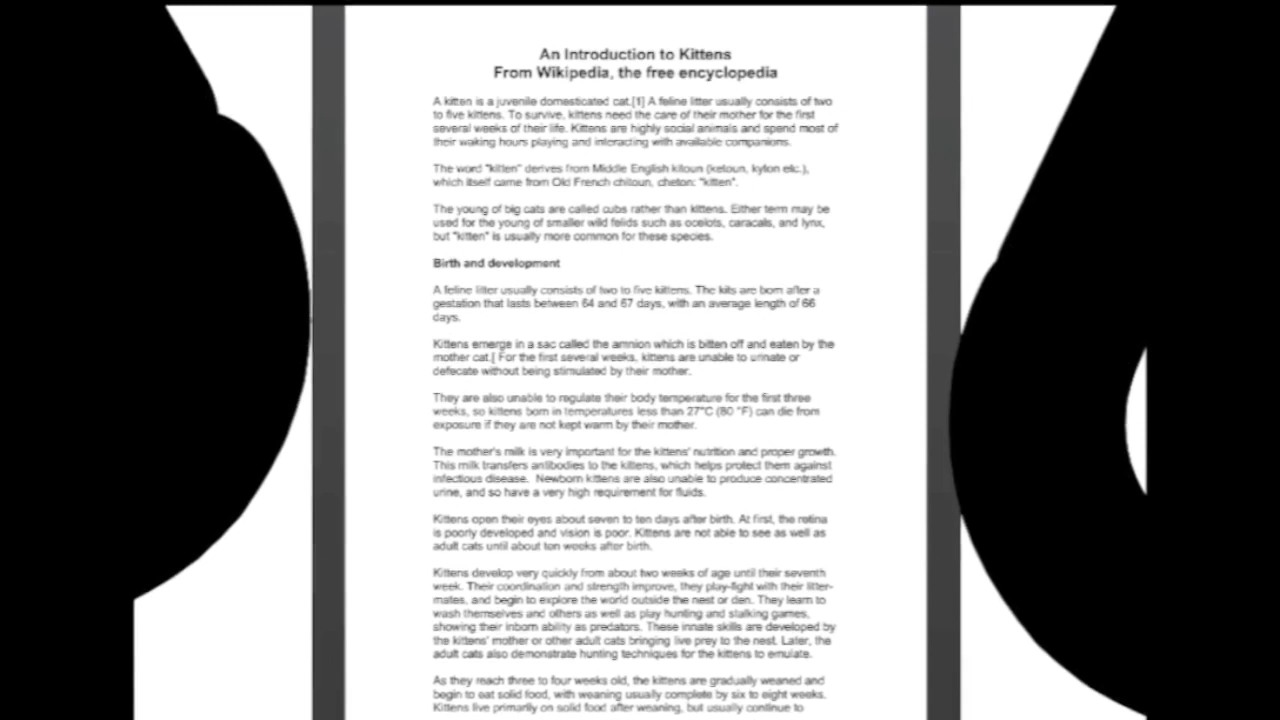 An Introduction to Kittens
From Wikipedia, the free encyclopedia
A kitten is a juvenile domesticated cat.[1] A feline litter usually consists of two
to five kittens. To survive, kittens need the care of their mother for the first
several weeks of their life. Kittens are highly social animals and spend most of
their waking hours playing and interacting with available companions.
The word "kitten" derives from Middle English kitoun (ketoun, kyton etc.),
which itself came from Old French chitoun, cheton: "kitten".
The young of big cats are called cubs rather than kittens. Either term may be
used for the young of smaller wild felids such as ocelots, caracals, and lynx,
but "kitten" is usually more common for these species.
Birth and development
A feline litter usually consists of two to five kittens. The kits are born after a
gestation that lasts between 64 and 67 days, with an average length of 66
days.
Kittens emerge in a sac called the amnion which is bitten off and eaten by the
mother cat.[ For the first several weeks, kittens are unable to urinate or
defecate without being stimulated by their mother.
They are also unable to regulate their body temperature for the first three
weeks, so kittens born in temperatures less than 27°C (80 °F) can die from
exposure if they are not kept warm by their mother.
The mother's milk is very important for the kittens' nutrition and proper growth.
This milk transfers antibodies to the kittens, which helps protect them against
infectious disease. Newborn kittens are also unable to produce concentrated
urine, and so have a very high requirement for fluids.
Kittens open their eyes about seven to ten days after birth. At first, the retina
is poorly developed and vision is poor. Kittens are not able to see as well as
adult cats until about ten weeks after birth.
Kittens develop very quickly from about two weeks of age until their seventh
week. Their coordination and strength improve, they play-fight with their litter-
mates, and begin to explore the world outside the nest or den. They learn to
wash themselves and others as well as play hunting and stalking games,
showing their inborn ability as predators. These innate skills are developed by
the kittens' mother or other adult cats bringing live prey to the nest. Later, the
adult cats also demonstrate hunting techniques for the kittens to emulate.
As they reach three to four weeks old, the kittens are gradually weaned and
begin to eat solid food, with weaning usually complete by six to eight weeks.
Kittens live primarily on solid food after weaning, but usually continue to